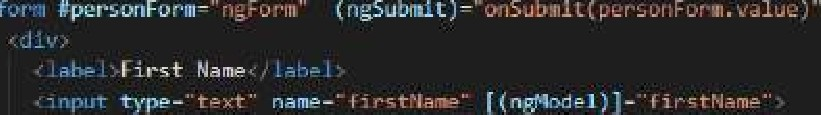 form #personForm="ngForm" (ngSubmit)="onSubmit(personForm.value)"
<div>
<label>First Name</label>
<input type="text" name="firstName" [(ngModel)]="firstName">